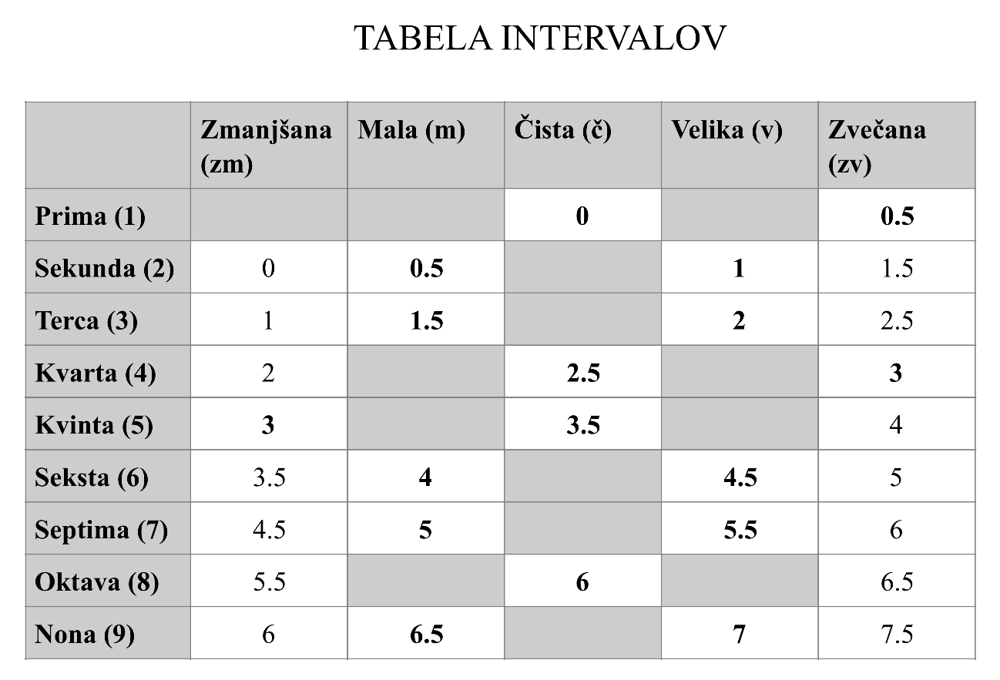 TABELA INTERVALOV
Zmanjšana (zm) Mala (m) Čista (č) Velika (v) Zvečana (zv)
Prima (1) 0 0.5
Sekunda (2) 0 0.5 1 1.5
Terca (3) 1 1.5 2 2.5
Kvarta (4) 2 2.5 3
Kvinta (5) 3 3.5 4
Seksta (6) 3.5 4 4.5 5
Septima (7) 4.5 5 5.5 6
Oktava (8) 5.5 6 6.5
Nona (9) 6 6.5 7 7.5